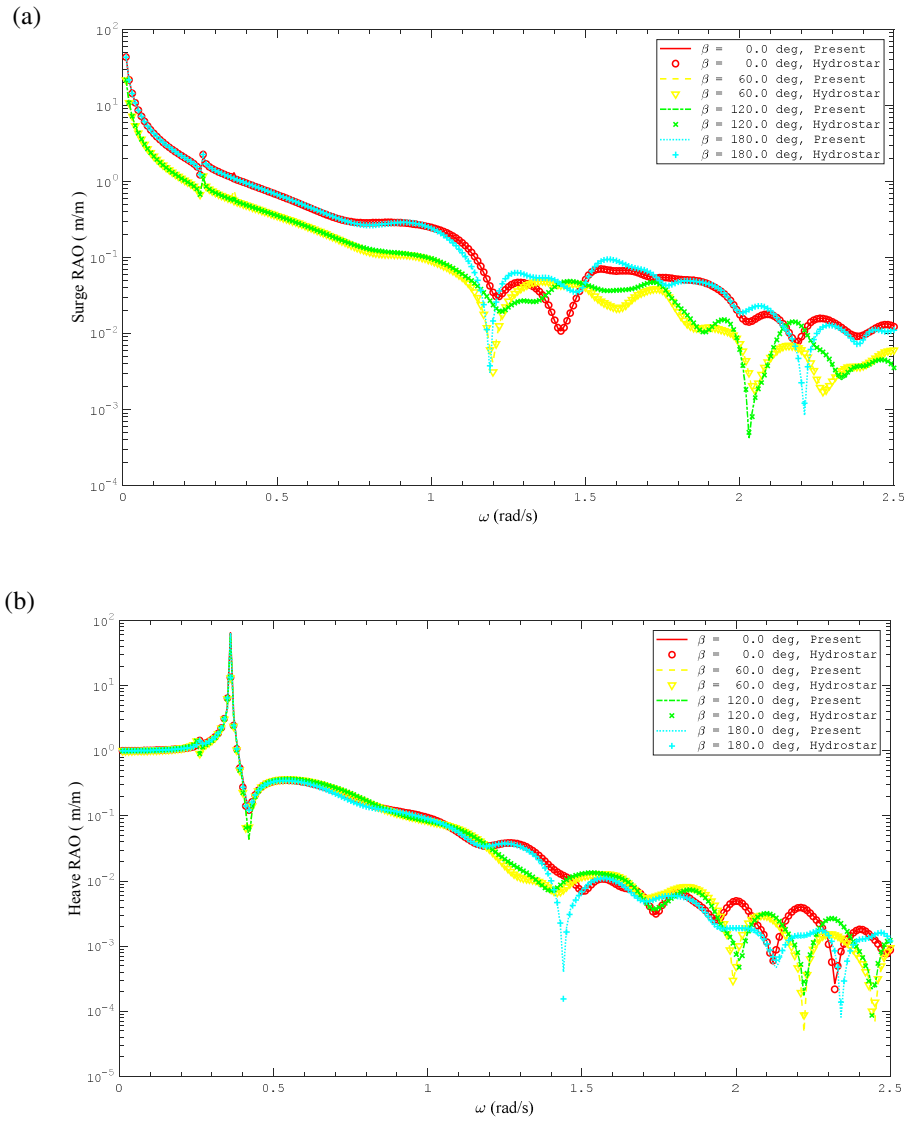 (a)
10^2
10^1
10^0
10^-1
10^-2
10^-3
10^-4
Surge RAO ( m/m )
β = 0.0 deg, Present
β = 0.0 deg, Hydrostar
β = 60.0 deg, Present
β = 60.0 deg, Hydrostar
β = 120.0 deg, Present
β = 120.0 deg, Hydrostar
β = 180.0 deg, Present
β = 180.0 deg, Hydrostar
0 0.5 1 1.5 2 2.5
ω (rad/s)
(b)
10^2
10^1
10^0
10^-1
10^-2
10^-3
10^-4
10^-5
Heave RAO ( m/m )
β = 0.0 deg, Present
β = 0.0 deg, Hydrostar
β = 60.0 deg, Present
β = 60.0 deg, Hydrostar
β = 120.0 deg, Present
β = 120.0 deg, Hydrostar
β = 180.0 deg, Present
β = 180.0 deg, Hydrostar
0 0.5 1 1.5 2 2.5
ω (rad/s)